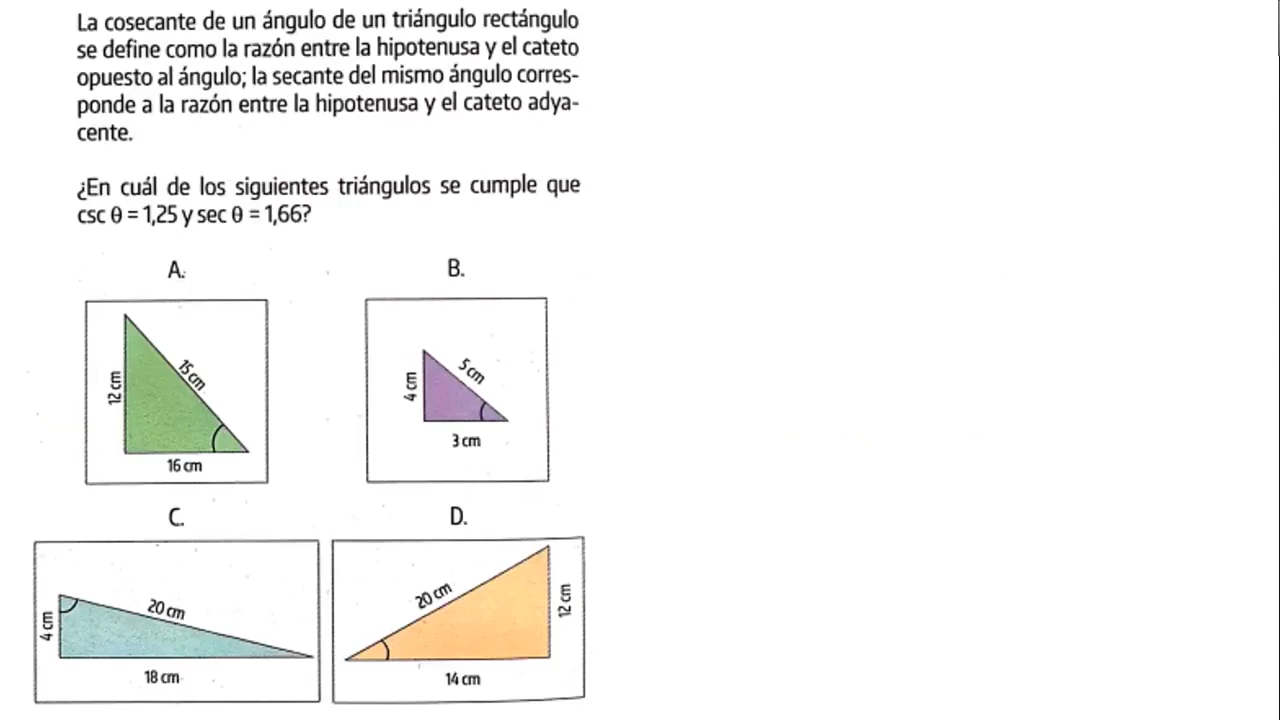 La cosecante de un ángulo de un triángulo rectángulo
se define como la razón entre la hipotenusa y el cateto
opuesto al ángulo; la secante del mismo ángulo corres-
ponde a la razón entre la hipotenusa y el cateto adya-
cente.
¿En cuál de los siguientes triángulos se cumple que
csc θ = 1,25 y sec θ = 1,66?
A.
B.
12 cm
15 cm
16 cm
4 cm
5 cm
3 cm
C.
D.
4 cm
20 cm
18 cm
20 cm
12 cm
14 cm